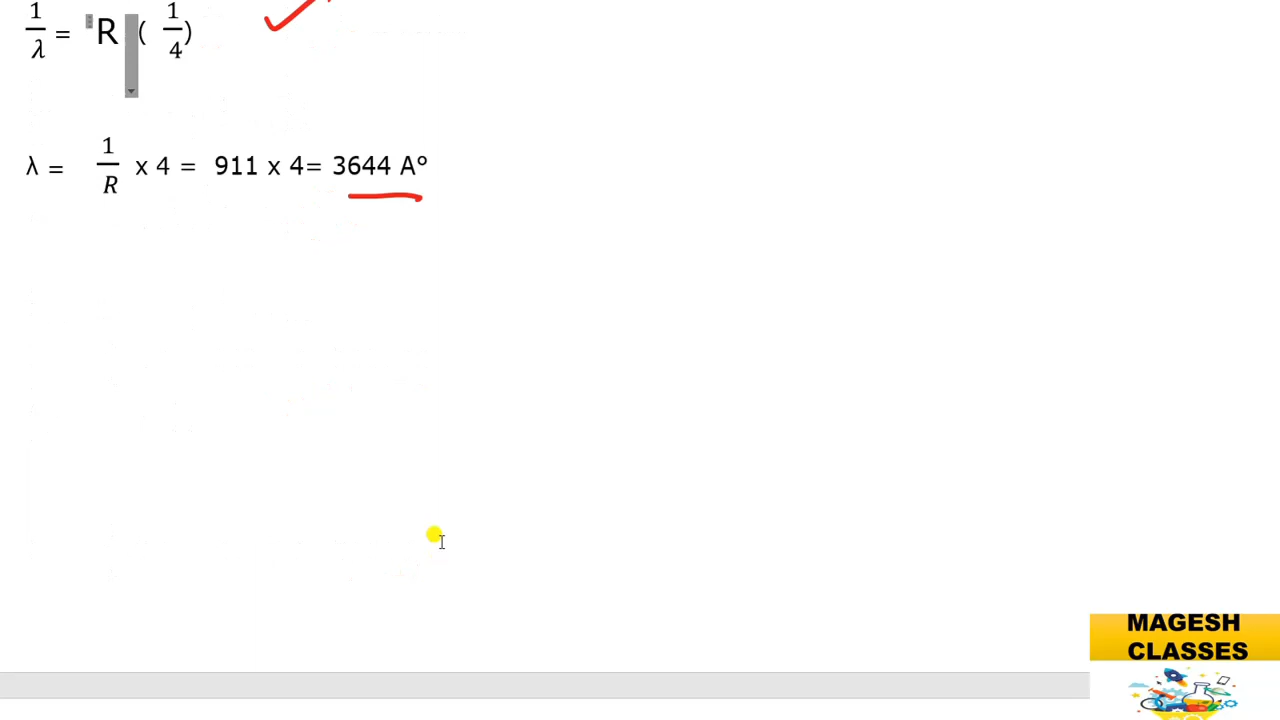 1/λ = R ( 1/4)
λ = 1/R x 4 = 911 x 4= 3644 A°
MAGESH
CLASSES